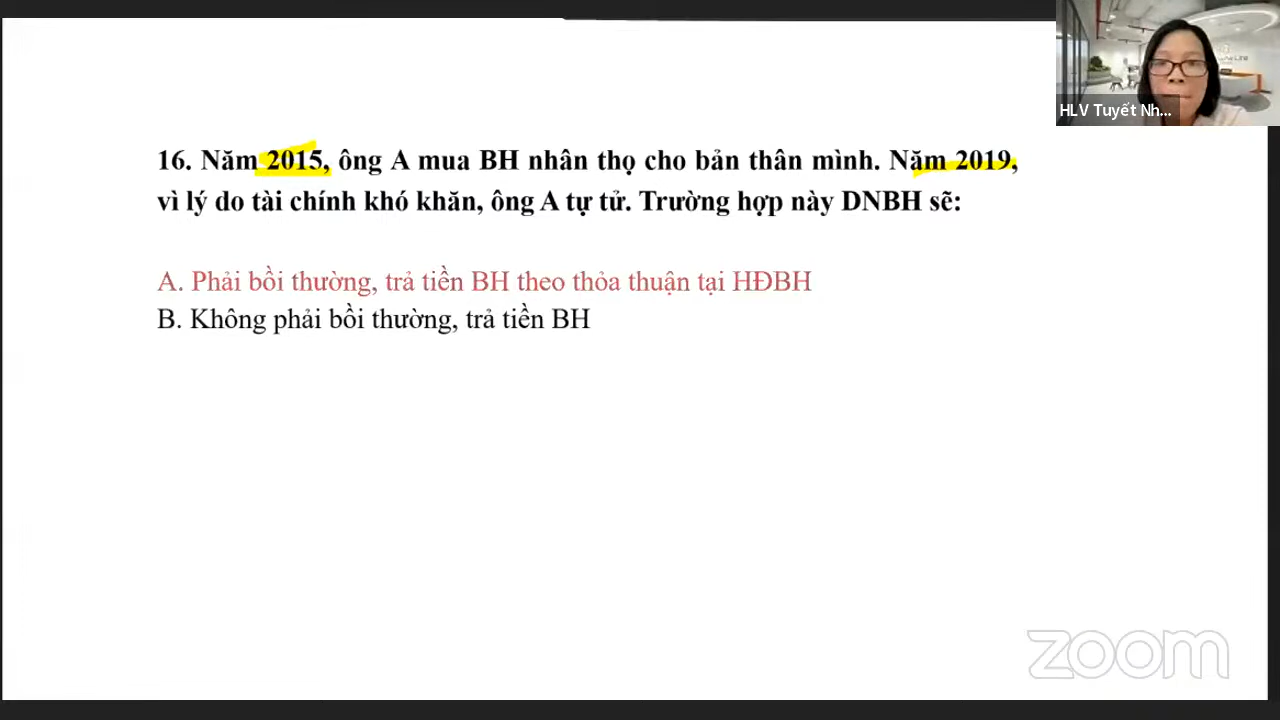 HLV Tuyết Nh...
16. Năm 2015, ông A mua BH nhân thọ cho bản thân mình. Năm 2019,
vì lý do tài chính khó khăn, ông A tự tử. Trường hợp này DNBH sẽ:
A. Phải bồi thường, trả tiền BH theo thỏa thuận tại HĐBH
B. Không phải bồi thường, trả tiền BH
zoom